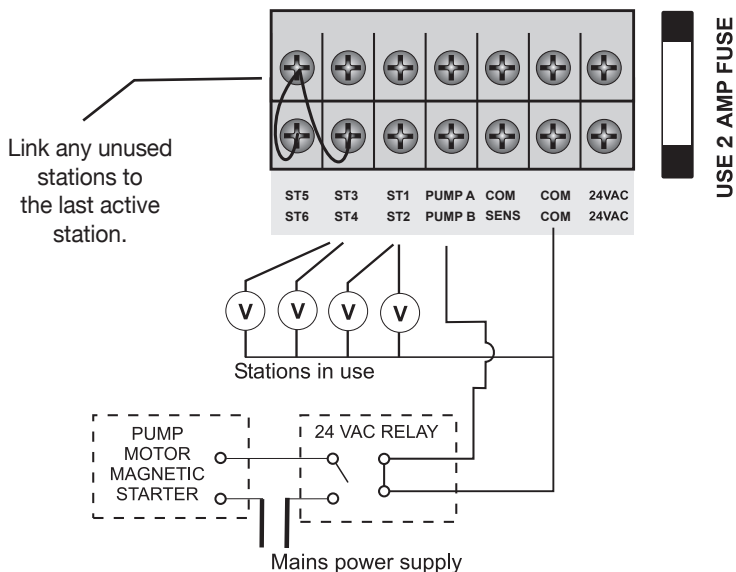 USE 2 AMP FUSE
Link any unused
stations to
the last active
station.
ST5 ST3 ST1 PUMP A COM COM 24VAC
ST6 ST4 ST2 PUMP B SENS COM 24VAC
V V V V
Stations in use
PUMP
MOTOR
MAGNETIC
STARTER
24 VAC RELAY
Mains power supply